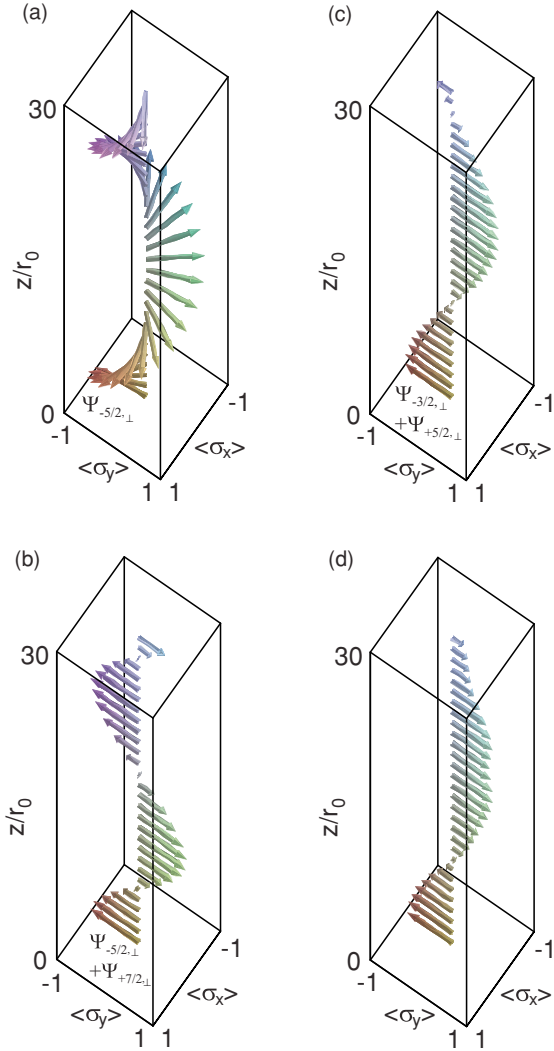 (a)
30
z/r₀
0
Ψ₋₅/₂,⊥
-1
<σy>
1
1
<σx>
-1
(c)
30
z/r₀
0
Ψ₋₃/₂,⊥
+Ψ₊₅/₂,⊥
-1
<σy>
1
1
<σx>
-1
(b)
30
z/r₀
0
Ψ₋₅/₂,⊥
+Ψ₊₇/₂,⊥
-1
<σy>
1
1
<σx>
-1
(d)
30
z/r₀
0
-1
<σy>
1
1
<σx>
-1